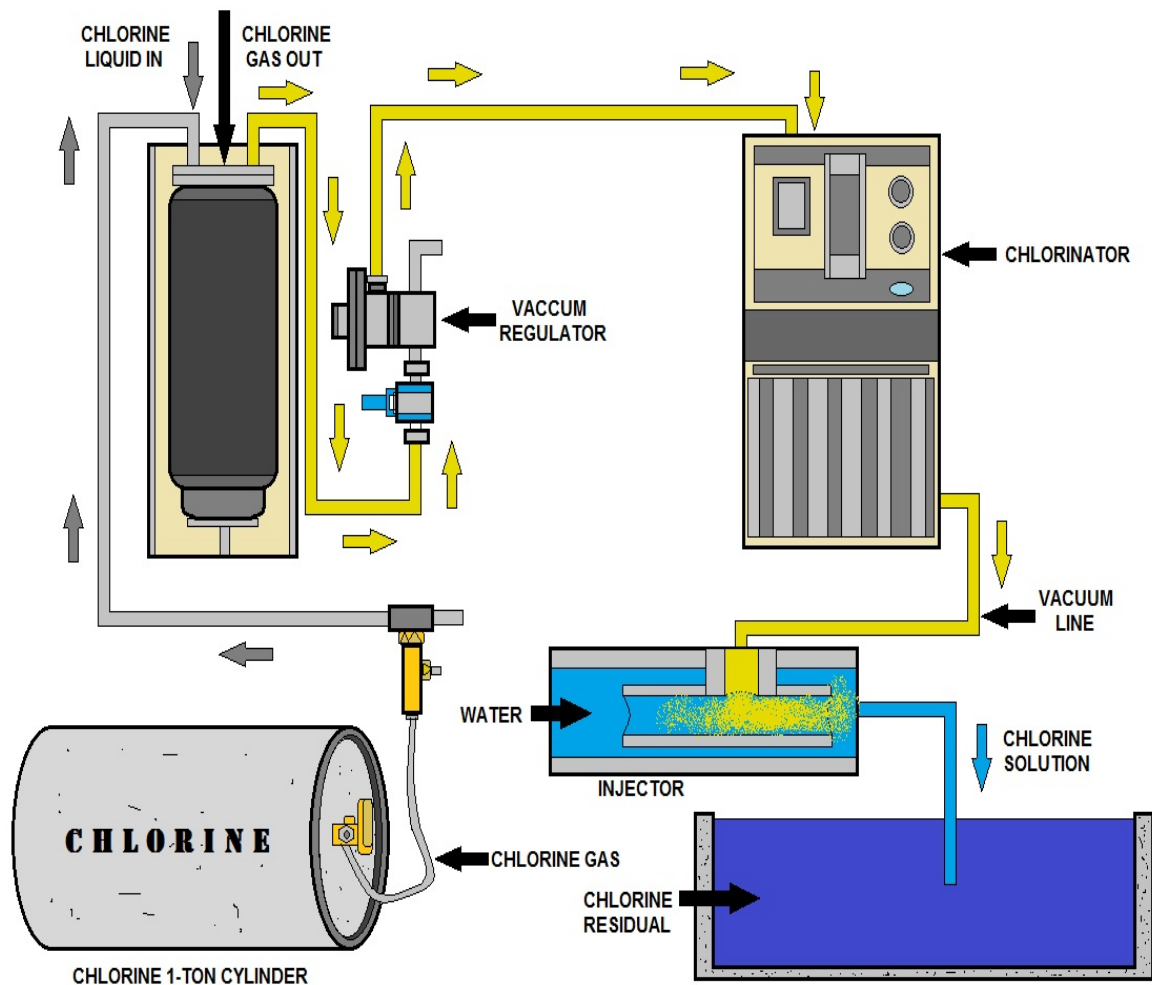 CHLORINE
LIQUID IN
CHLORINE
GAS OUT
CHLORINATOR
VACCUM
REGULATOR
VACUUM
LINE
WATER
INJECTOR
CHLORINE
SOLUTION
CHLORINE
CHLORINE GAS
CHLORINE
RESIDUAL
CHLORINE 1-TON CYLINDER